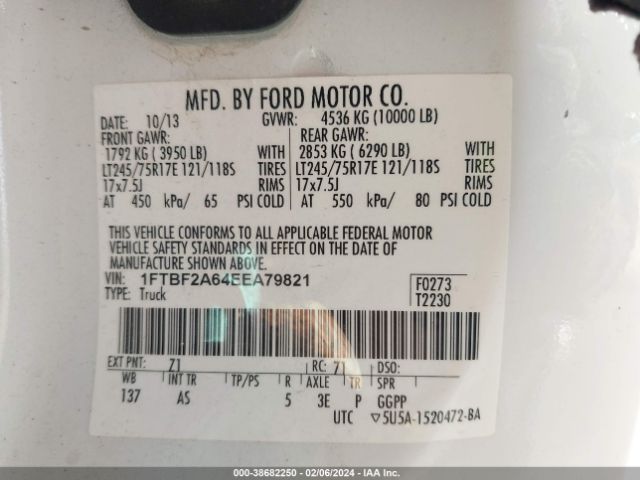 MFD. BY FORD MOTOR CO.
DATE: 10/13 GVWR: 4536 KG (10000 LB)
FRONT GAWR: REAR GAWR:
1792 KG ( 3950 LB) WITH 2853 KG ( 6290 LB) WITH
LT245/75R17E 121/118S TIRES LT245/75R17E 121/118S TIRES
17x7.5J RIMS 17x7.5J RIMS
AT 450 kPa/ 65 PSI COLD AT 550 kPa/ 80 PSI COLD
THIS VEHICLE CONFORMS TO ALL APPLICABLE FEDERAL MOTOR
VEHICLE SAFETY STANDARDS IN EFFECT ON THE DATE OF
MANUFACTURE SHOWN ABOVE.
VIN: 1FTBF2A64EEA79821 F0273
TYPE: Truck T2230
EXT PNT: Z1 RC: 71 DSO:
WB INT TR TP/PS R AXLE TR SPR
137 AS 5 3E P GGPP
UTC ▽5U5A-1520472-BA
000-38682250 - 02/06/2024 - IAA Inc.